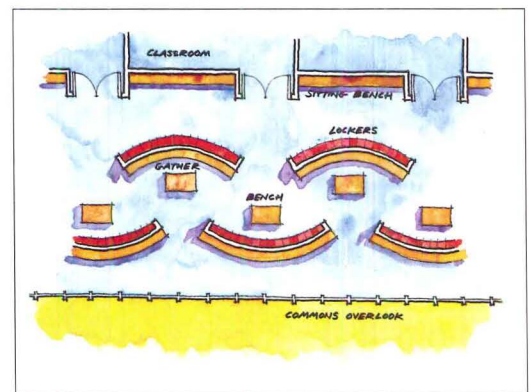 CLASSROOM
SITTING BENCH
LOCKERS
GATHER
BENCH
COMMONS OVERLOOK